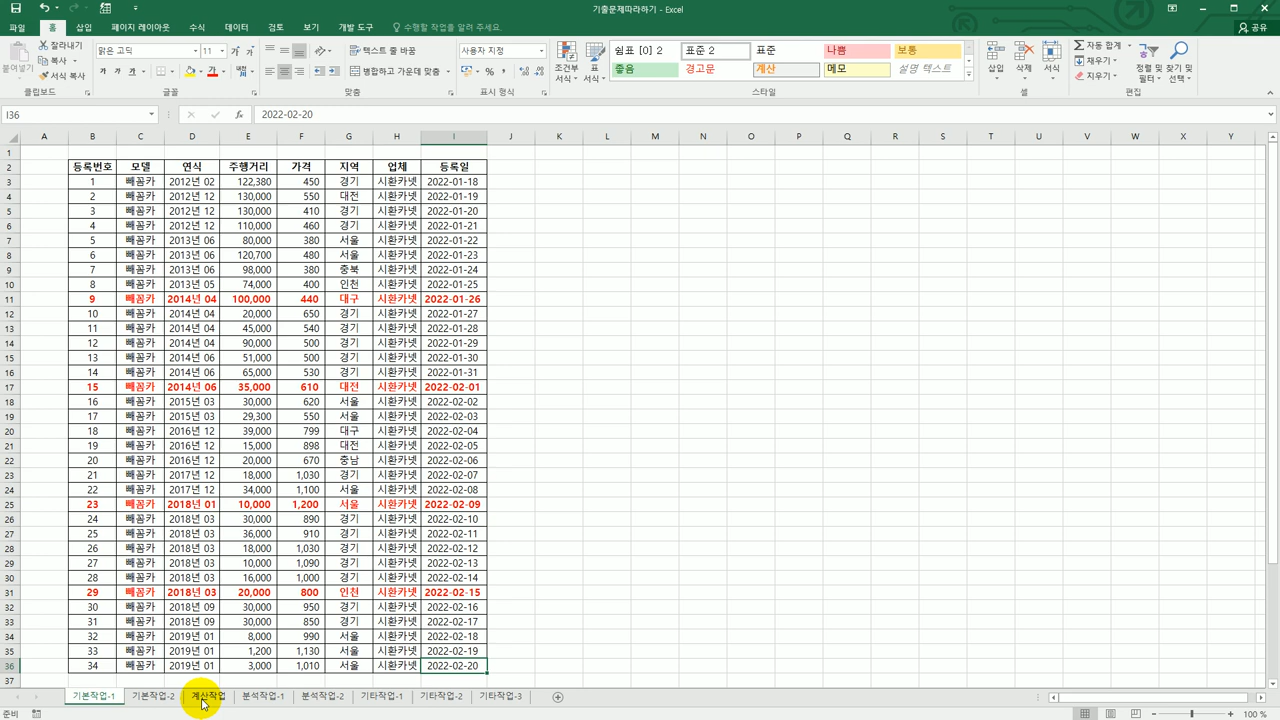 기출문제따라하기 - Excel
파일 홈 삽입 페이지 레이아웃 수식 데이터 검토 보기 개발 도구 수행할 작업을 알려 주세요. 공유
붙여넣기 잘라내기 복사 서식 복사 클립보드
맑은 고딕 11 가 가 가 가 가 글꼴
텍스트 줄 바꿈 병합하고 가운데 맞춤 맞춤
사용자 지정 % , 표시 형식
조건부 서식 표 서식 쉼표 [0] 2 표준 2 표준 나쁨 보통
좋음 경고문 계산 메모 설명 텍스트 스타일
삽입 삭제 서식 셀
자동 합계 채우기 지우기 정렬 및 필터 찾기 및 선택 편집
I36 fx 2022-02-20
A B C D E F G H I J K L M N O P Q R S T U V W X Y
1
2 등록번호 모델 연식 주행거리 가격 지역 업체 등록일
3 1 빼꼼카 2012년 02 122,380 450 경기 시환카넷 2022-01-18
4 2 빼꼼카 2012년 12 130,000 550 대전 시환카넷 2022-01-19
5 3 빼꼼카 2012년 12 130,000 410 경기 시환카넷 2022-01-20
6 4 빼꼼카 2012년 12 110,000 460 경기 시환카넷 2022-01-21
7 5 빼꼼카 2013년 06 80,000 380 서울 시환카넷 2022-01-22
8 6 빼꼼카 2013년 06 120,700 480 서울 시환카넷 2022-01-23
9 7 빼꼼카 2013년 06 98,000 380 충북 시환카넷 2022-01-24
10 8 빼꼼카 2013년 05 74,000 400 인천 시환카넷 2022-01-25
11 9 빼꼼카 2014년 04 100,000 440 대구 시환카넷 2022-01-26
12 10 빼꼼카 2014년 04 20,000 650 경기 시환카넷 2022-01-27
13 11 빼꼼카 2014년 04 45,000 540 경기 시환카넷 2022-01-28
14 12 빼꼼카 2014년 04 90,000 500 경기 시환카넷 2022-01-29
15 13 빼꼼카 2014년 06 51,000 500 경기 시환카넷 2022-01-30
16 14 빼꼼카 2014년 06 65,000 530 경기 시환카넷 2022-01-31
17 15 빼꼼카 2014년 06 35,000 610 대전 시환카넷 2022-02-01
18 16 빼꼼카 2015년 03 30,000 620 서울 시환카넷 2022-02-02
19 17 빼꼼카 2015년 03 29,300 550 서울 시환카넷 2022-02-03
20 18 빼꼼카 2016년 12 39,000 799 대구 시환카넷 2022-02-04
21 19 빼꼼카 2016년 12 15,000 898 대전 시환카넷 2022-02-05
22 20 빼꼼카 2016년 12 20,000 670 충남 시환카넷 2022-02-06
23 21 빼꼼카 2017년 12 18,000 1,030 경기 시환카넷 2022-02-07
24 22 빼꼼카 2017년 12 34,000 1,100 서울 시환카넷 2022-02-08
25 23 빼꼼카 2018년 01 10,000 1,200 서울 시환카넷 2022-02-09
26 24 빼꼼카 2018년 03 30,000 890 경기 시환카넷 2022-02-10
27 25 빼꼼카 2018년 03 36,000 910 경기 시환카넷 2022-02-11
28 26 빼꼼카 2018년 03 18,000 1,030 경기 시환카넷 2022-02-12
29 27 빼꼼카 2018년 03 10,000 1,090 경기 시환카넷 2022-02-13
30 28 빼꼼카 2018년 03 16,000 1,000 경기 시환카넷 2022-02-14
31 29 빼꼼카 2018년 03 20,000 800 인천 시환카넷 2022-02-15
32 30 빼꼼카 2018년 09 30,000 950 경기 시환카넷 2022-02-16
33 31 빼꼼카 2018년 09 30,000 850 경기 시환카넷 2022-02-17
34 32 빼꼼카 2019년 01 8,000 990 서울 시환카넷 2022-02-18
35 33 빼꼼카 2019년 01 1,200 1,130 서울 시환카넷 2022-02-19
36 34 빼꼼카 2019년 01 3,000 1,010 서울 시환카넷 2022-02-20
37
기본작업-1 기본작업-2 계산작업 분석작업-1 분석작업-2 기타작업-1 기타작업-2 기타작업-3
준비 100 %